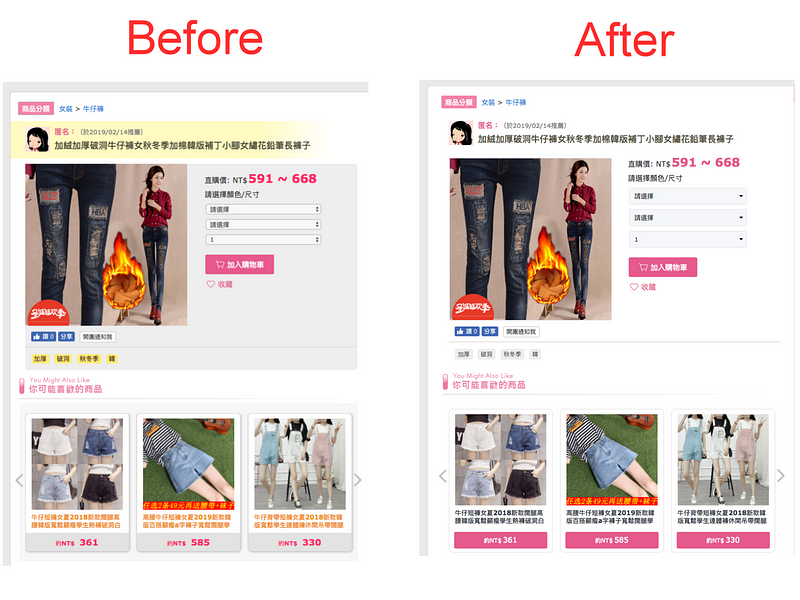 Before
商品分類 女裝 > 牛仔褲
匿名： (於2019/02/14推薦)
加絨加厚破洞牛仔褲女秋冬季加棉韓版補丁小腳女繡花鉛筆長褲子
直購價: NT$ 591 ~ 668
請選擇顏色/尺寸
請選擇
請選擇
1
加入購物車
收藏
HBA
讚 0 分享 開團通知我
加厚 破洞 秋冬季 韓
You Might Also Like
你可能喜歡的商品
任选2条49元再送腰带+袜子
牛仔短褲女夏2018新款闊腿高
腰韓版寬鬆顯瘦學生熱褲破洞白
約NT$ 361
高腰牛仔短褲女夏2019新款韓
版百搭顯瘦a字褲子寬鬆闊腿學
約NT$ 585
牛仔背帶短褲女夏2018新款韓
版寬鬆學生連體褲休閒吊帶闊腿
約NT$ 330
After
商品分類 女裝 > 牛仔褲
匿名： (於2019/02/14推薦)
加絨加厚破洞牛仔褲女秋冬季加棉韓版補丁小腳女繡花鉛筆長褲子
直購價: NT$ 591 ~ 668
請選擇顏色/尺寸
請選擇
請選擇
1
加入購物車
收藏
HBA
讚 0 分享 開團通知我
加厚 破洞 秋冬季 韓
You Might Also Like
你可能喜歡的商品
任选2条49元再送腰带+袜子
牛仔短褲女夏2018新款闊腿高
腰韓版寬鬆顯瘦學生熱褲破洞白
約NT$ 361
高腰牛仔短褲女夏2019新款韓
版百搭顯瘦a字褲子寬鬆闊腿學
約NT$ 585
牛仔背帶短褲女夏2018新款韓
版寬鬆學生連體褲休閒吊帶闊腿
約NT$ 330